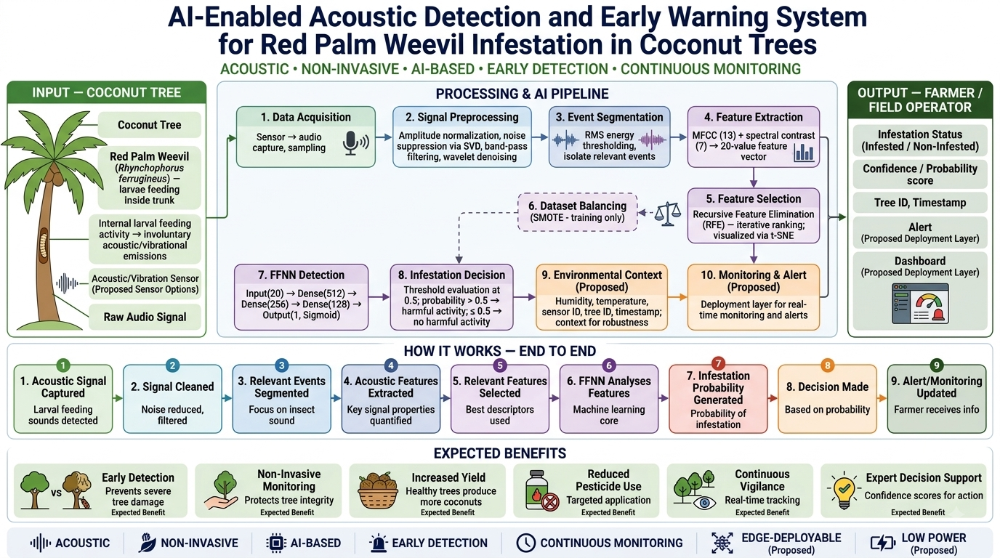 AI-Enabled Acoustic Detection and Early Warning System
for Red Palm Weevil Infestation in Coconut Trees
ACOUSTIC • NON-INVASIVE • AI-BASED • EARLY DETECTION • CONTINUOUS MONITORING
INPUT — COCONUT TREE
Coconut Tree
Red Palm Weevil
(Rhynchophorus
ferrugineus) —
larvae feeding
inside trunk
Internal larval feeding
activity → involuntary
acoustic/vibrational
emissions
Acoustic/Vibration Sensor
(Proposed Sensor Options)
Raw Audio Signal
PROCESSING & AI PIPELINE
1. Data Acquisition
Sensor → audio
capture, sampling
2. Signal Preprocessing
Amplitude normalization, noise
suppression via SVD, band-pass
filtering, wavelet denoising
3. Event Segmentation
RMS energy
thresholding,
isolate relevant events
4. Feature Extraction
MFCC (13) + spectral contrast
(7) → 20-value feature
vector
5. Feature Selection
Recursive Feature Elimination
(RFE) — iterative ranking;
visualized via t-SNE
6. Dataset Balancing
(SMOTE - training only)
7. FFNN Detection
Input(20) → Dense(512) →
Dense(256) → Dense(128) →
Output(1, Sigmoid)
8. Infestation Decision
Threshold evaluation at
0.5; probability > 0.5 →
harmful activity; ≤ 0.5 →
no harmful activity
9. Environmental Context
(Proposed)
Humidity, temperature,
sensor ID, tree ID, timestamp;
context for robustness
10. Monitoring & Alert
(Proposed)
Deployment layer for real-
time monitoring and alerts
OUTPUT — FARMER /
FIELD OPERATOR
Infestation Status
(Infested / Non-Infested)
Confidence / Probability
score
Tree ID, Timestamp
Alert
(Proposed Deployment Layer)
Dashboard
(Proposed Deployment Layer)
HOW IT WORKS — END TO END
1
1. Acoustic Signal
Captured
Larval feeding
sounds detected
2
2. Signal Cleaned
Noise reduced,
filtered
3
3. Relevant Events
Segmented
Focus on insect
sound
4
4. Acoustic Features
Extracted
Key signal properties
quantified
5
5. Relevant Features
Selected
Best descriptors
used
6
6. FFNN Analyses
Features
Machine learning
core
7
7. Infestation
Probability
Generated
Probability of
infestation
8
8. Decision Made
Based on probability
9
9. Alert/Monitoring
Updated
Farmer receives info
EXPECTED BENEFITS
VS
Early Detection
Prevents severe
tree damage
Expected Benefit
Non-Invasive
Monitoring
Protects tree integrity
Expected Benefit
Increased Yield
Healthy trees produce
more coconuts
Expected Benefit
Reduced
Pesticide Use
Targeted application
Expected Benefit
Continuous
Vigilance
Real-time tracking
Expected Benefit
Expert Decision Support
Confidence scores for action
Expected Benefit
ACOUSTIC
NON-INVASIVE
AI-BASED
EARLY DETECTION
CONTINUOUS MONITORING
EDGE-DEPLOYABLE
(Proposed)
LOW POWER
(Proposed)